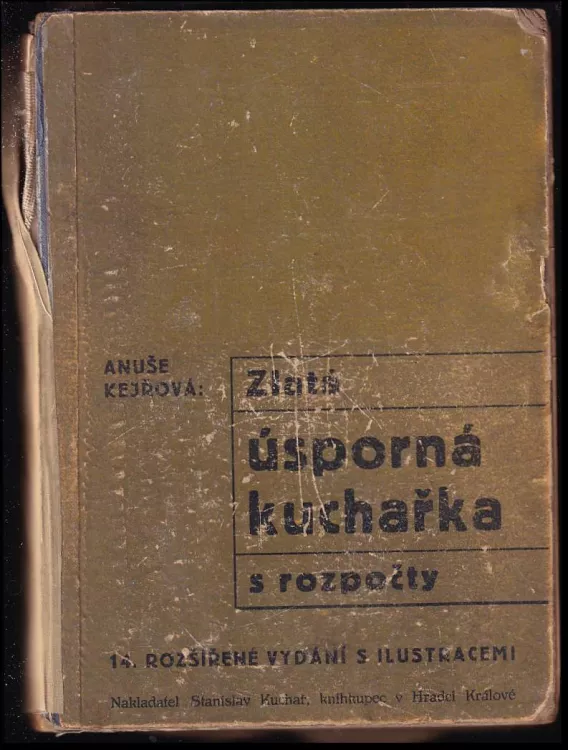 ANUŠE
KEJŘOVÁ:
Zlatá
úsporná
kuchařka
s rozpočty
14. ROZŠÍŘENÉ VYDÁNÍ S ILUSTRACEMI
Nakladatel Stanislav Kuchař, knihkupec v Hradci Králové